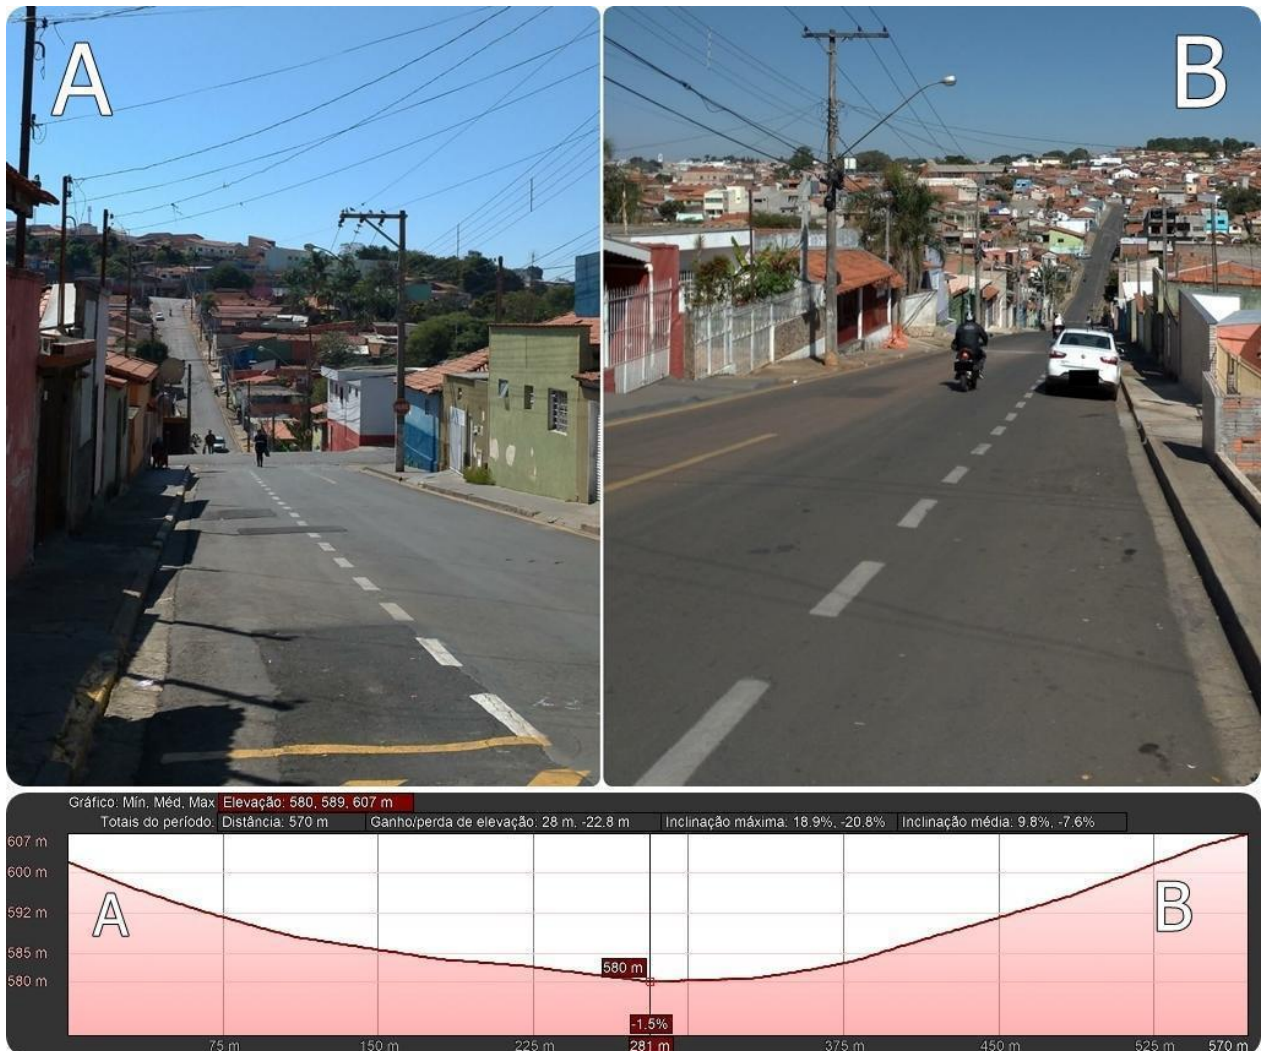 A
B
Gráfico: Mín, Méd, Max Elevação: 580, 589, 607 m
Totais do período: Distância: 570 m Ganho/perda de elevação: 28 m, -22.8 m Inclinação máxima: 18.9%, -20.8% Inclinação média: 9.8%, -7.6%
607 m
600 m
592 m
585 m
580 m
A
B
580 m
-1.5%
75 m 150 m 225 m 281 m 375 m 450 m 525 m 570 m